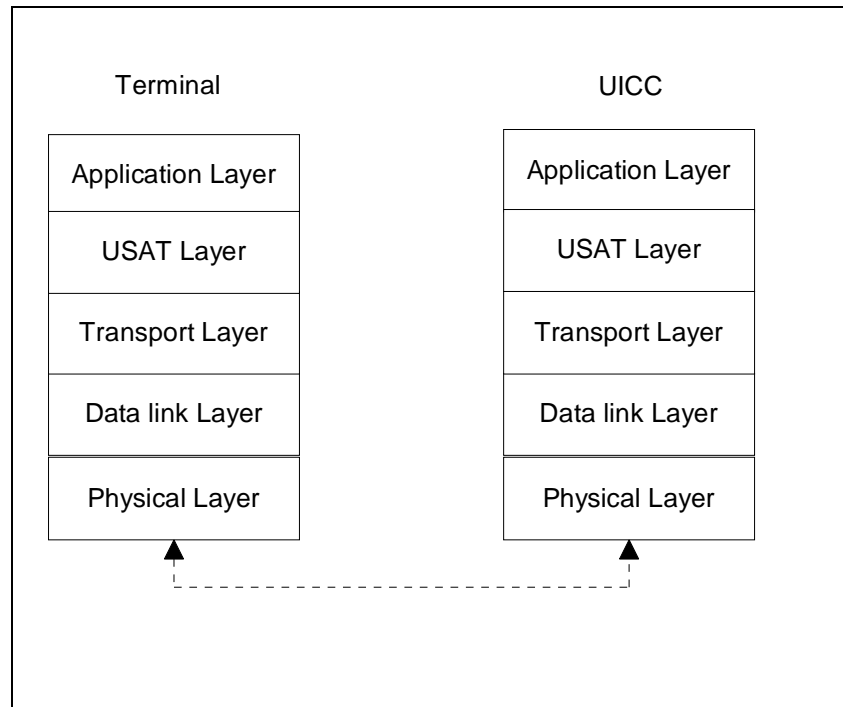 Terminal
UICC
Application Layer
Application Layer
USAT Layer
USAT Layer
Transport Layer
Transport Layer
Data link Layer
Data link Layer
Physical Layer
Physical Layer